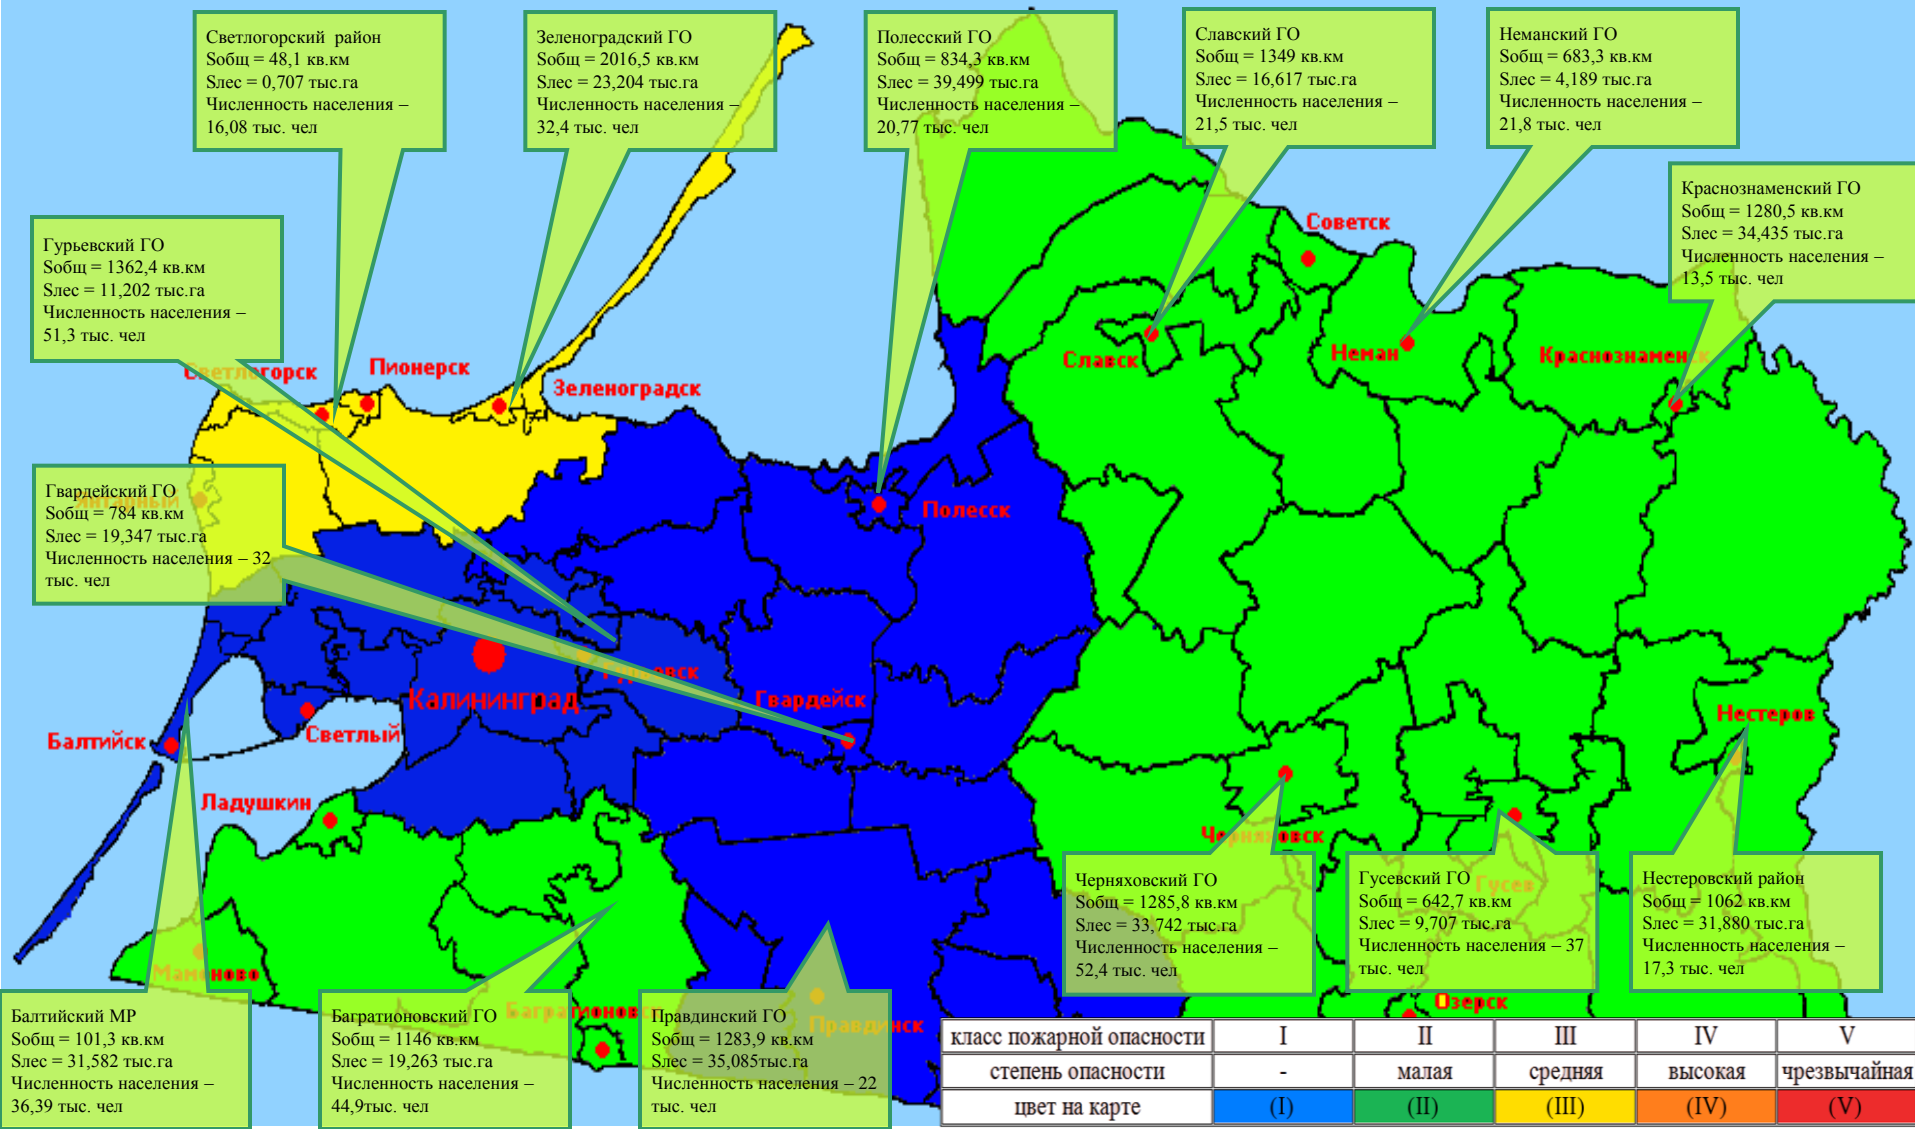 Светлогорский район
Sобщ = 48,1 кв.км
Sлес = 0,707 тыс.га
Численность населения –
16,08 тыс. чел
Зеленоградский ГО
Sобщ = 2016,5 кв.км
Sлес = 23,204 тыс.га
Численность населения –
32,4 тыс. чел
Полесский ГО
Sобщ = 834,3 кв.км
Sлес = 39,499 тыс.га
Численность населения –
20,77 тыс. чел
Славский ГО
Sобщ = 1349 кв.км
Sлес = 16,617 тыс.га
Численность населения –
21,5 тыс. чел
Неманский ГО
Sобщ = 683,3 кв.км
Sлес = 4,189 тыс.га
Численность населения –
21,8 тыс. чел
Краснознаменский ГО
Sобщ = 1280,5 кв.км
Sлес = 34,435 тыс.га
Численность населения –
13,5 тыс. чел
Гурьевский ГО
Sобщ = 1362,4 кв.км
Sлес = 11,202 тыс.га
Численность населения –
51,3 тыс. чел
Советск
Славск
Неман
Краснознаменск
Светлогорск
Пионерск
Зеленоградск
Гвардейский ГО
Sобщ = 784 кв.км
Sлес = 19,347 тыс.га
Численность населения – 32
тыс. чел
Янтарный
Полесск
Калининград
Гурьевск
Гвардейск
Нестеров
Балтийск
Светлый
Ладушкин
Черняховск
Мамоново
Гусев
Черняховский ГО
Sобщ = 1285,8 кв.км
Sлес = 33,742 тыс.га
Численность населения –
52,4 тыс. чел
Гусевский ГО
Sобщ = 642,7 кв.км
Sлес = 9,707 тыс.га
Численность населения – 37
тыс. чел
Нестеровский район
Sобщ = 1062 кв.км
Sлес = 31,880 тыс.га
Численность населения –
17,3 тыс. чел
Озерск
Багратионовск
Правдинск
Балтийский МР
Sобщ = 101,3 кв.км
Sлес = 31,582 тыс.га
Численность населения –
36,39 тыс. чел
Багратионовский ГО
Sобщ = 1146 кв.км
Sлес = 19,263 тыс.га
Численность населения –
44,9тыс. чел
Правдинский ГО
Sобщ = 1283,9 кв.км
Sлес = 35,085тыс.га
Численность населения – 22
тыс. чел
класс пожарной опасности I II III IV V
степень опасности - малая средняя высокая чрезвычайная
цвет на карте (I) (II) (III) (IV) (V)